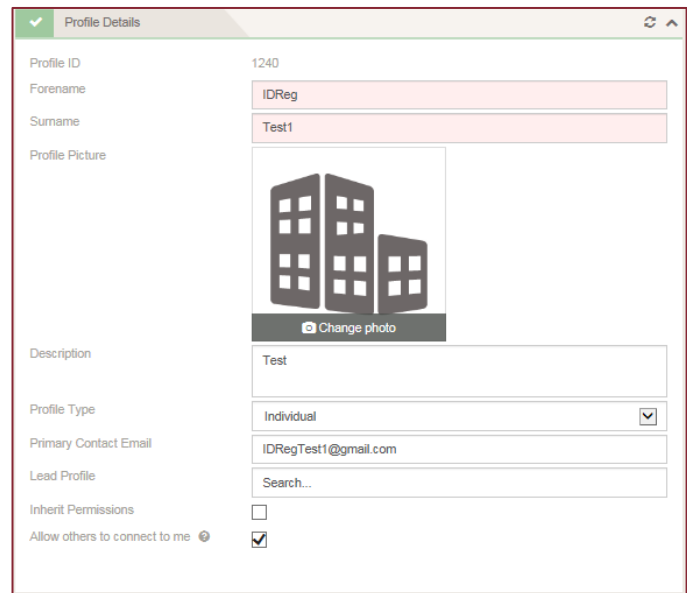 Profile Details
Profile ID 1240
Forename IDReg
Surname Test1
Profile Picture
Change photo
Description Test
Profile Type Individual
Primary Contact Email IDRegTest1@gmail.com
Lead Profile Search...
Inherit Permissions
Allow others to connect to me ?